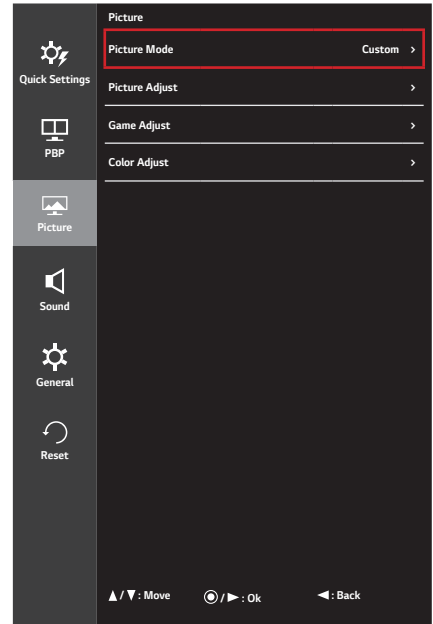 Picture
Picture Mode Custom >
Quick Settings
Picture Adjust >
Game Adjust >
PBP
Color Adjust >
Picture
Sound
General
Reset
▲/▼: Move ◉/►: Ok ◄: Back